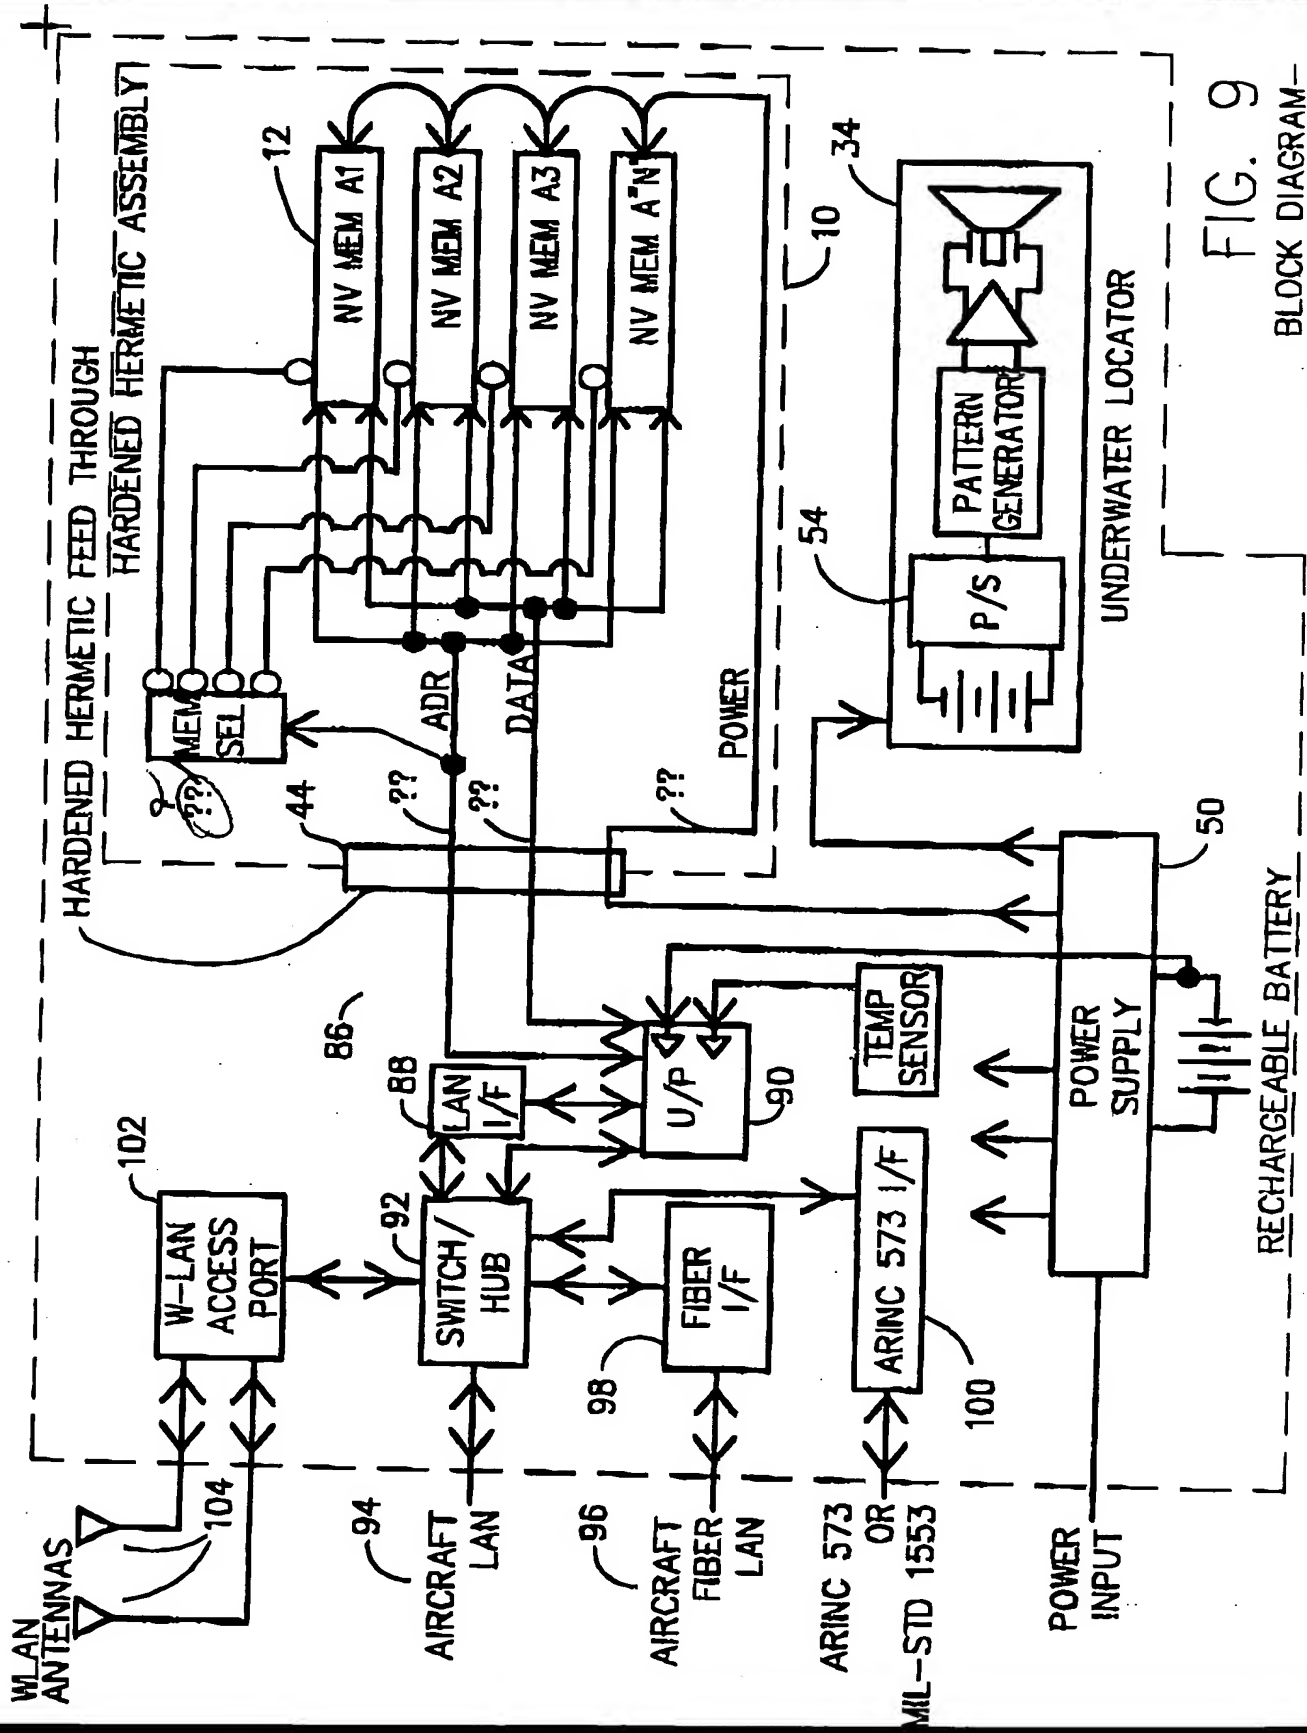 HARDENED HERMETIC FEED THROUGH
HARDENED HERMETIC ASSEMBLY
WLAN
ANTENNAS
104
102
W-LAN
ACCESS
PORT
86
44
??
MEM
SEL
12
NV MEM A1
NV MEM A2
NV MEM A3
NV MEM A"N"
ADR
DATA
??
??
??
POWER
10
94
AIRCRAFT
LAN
92
SWITCH/
HUB
88
LAN
I/F
U/P
90
96
AIRCRAFT
FIBER
LAN
98
FIBER
I/F
ARINC 573
OR
MIL-STD 1553
ARINC 573 I/F
100
TEMP
SENSOR
54
34
P/S
PATTERN
GENERATOR
UNDERWATER LOCATOR
POWER
INPUT
POWER
SUPPLY
50
RECHARGEABLE BATTERY
FIG. 9
BLOCK DIAGRAM-